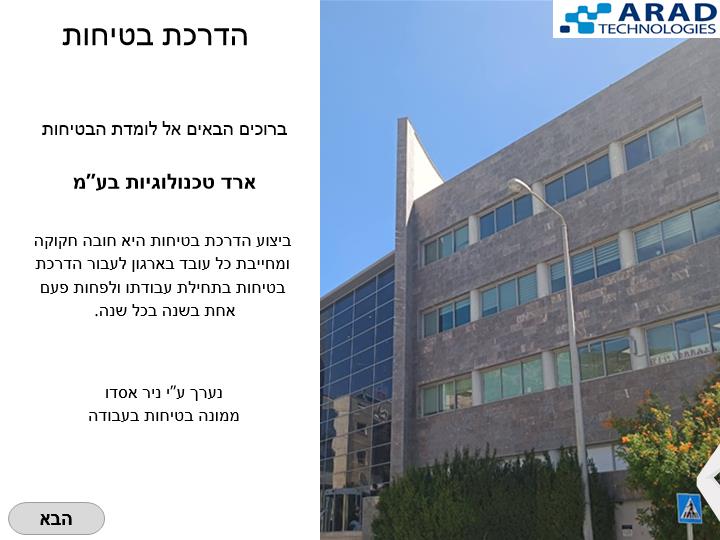 הדרכת בטיחות
ARAD
TECHNOLOGIES
ברוכים הבאים אל לומדת הבטיחות
ארד טכנולוגיות בע"מ
ביצוע הדרכת בטיחות היא חובה חקוקה
ומחייבת כל עובד בארגון לעבור הדרכת
בטיחות בתחילת עבודתו ולפחות פעם
אחת בשנה בכל שנה.
נערך ע"י ניר אסדו
ממונה בטיחות בעבודה
הבא